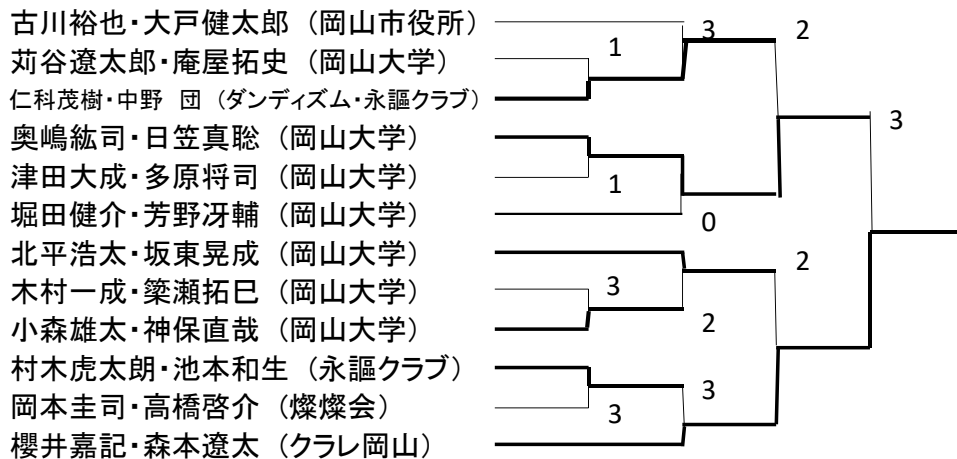 古川裕也・大戸健太郎（岡山市役所）
苅谷遼太郎・庵屋拓史（岡山大学）
仁科茂樹・中野　団（ダンディズム・永謳クラブ）
奥嶋紘司・日笠真聡（岡山大学）
津田大成・多原将司（岡山大学）
堀田健介・芳野冴輔（岡山大学）
北平浩太・坂東晃成（岡山大学）
木村一成・簗瀬拓巳（岡山大学）
小森雄太・神保直哉（岡山大学）
村木虎太朗・池本和生（永謳クラブ）
岡本圭司・高橋啓介（燦燦会）
櫻井嘉記・森本遼太（クラレ岡山）
1
3
2
3
1
0
3
2
2
3
3